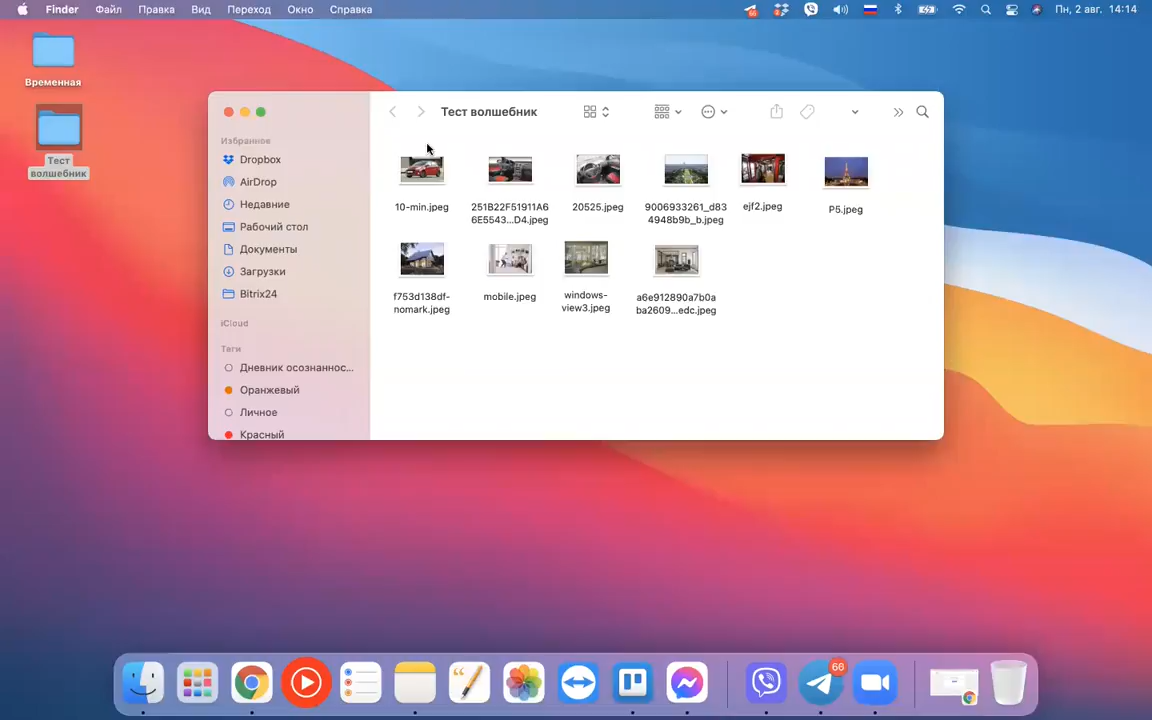 Finder Файл Правка Вид Переход Окно Справка Пн, 2 авг. 14:14
Временная
Тест
волшебник
Тест волшебник
Избранное
Dropbox
AirDrop
Недавние
Рабочий стол
Документы
Загрузки
Bitrix24
iCloud
Теги
Дневник осознаннос...
Оранжевый
Личное
Красный
10-min.jpeg
251B22F51911A6
6E5543...D4.jpeg
20525.jpeg
9006933261_d83
4948b9b_b.jpeg
ejf2.jpeg
P5.jpeg
f753d138df-
nomark.jpeg
mobile.jpeg
windows-
view3.jpeg
a6e912890a7b0a
ba2609...edc.jpeg
66